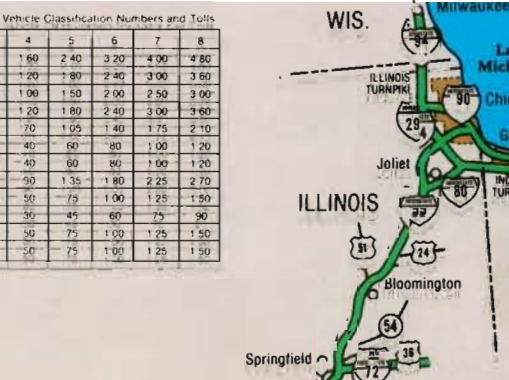 Vehicle Classification Numbers and Tolls
4 5 6 7 8
1 60 2 40 3 20 4 00 4 80
1 20 1 80 2 40 3 00 3 60
1 00 1 50 2 00 2 50 3 00
1 20 1 80 2 40 3 00 3 60
70 1 05 1 40 1 75 2 10
40 60 80 1 00 1 20
40 60 80 1 00 1 20
90 1 35 1 80 2 25 2 70
50 75 1 00 1 25 1 50
30 45 60 75 90
50 75 1 00 1 25 1 50
50 75 1 00 1 25 1 50
Milwaukee
WIS.
94
La
Mich
ILLINOIS
TURNPIKE
90
Chi
29
4
G
Joliet
IND
TUR
80
ILLINOIS
55
51
24
Bloomington
54
Springfield
36
72